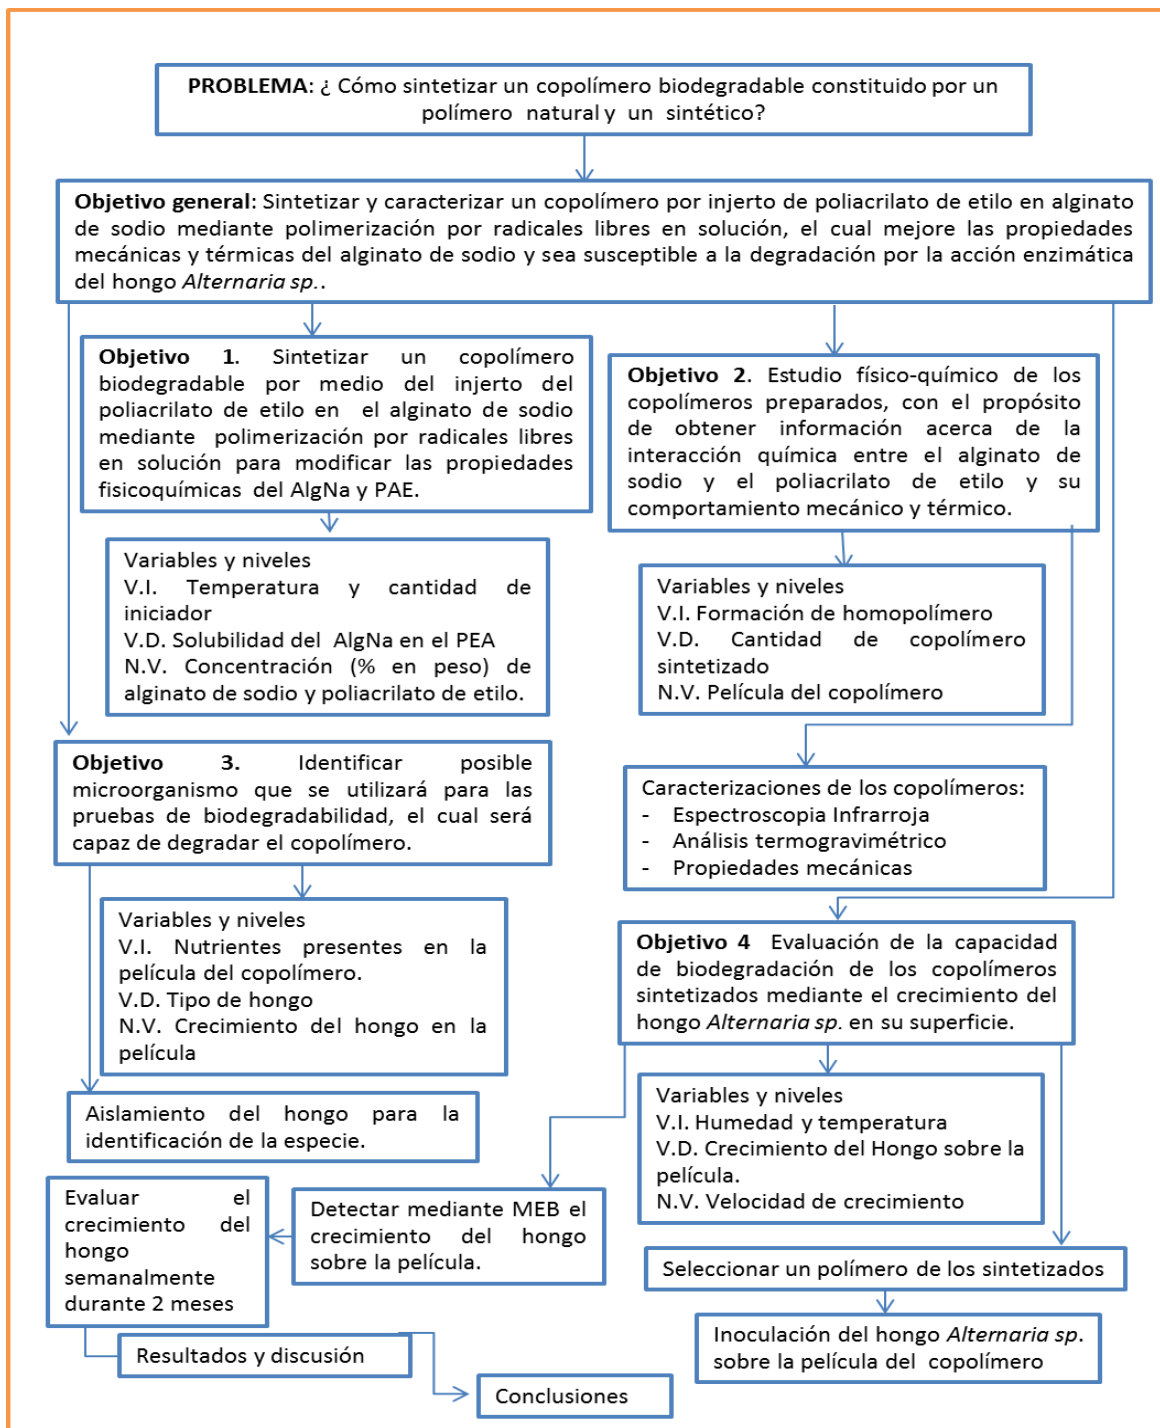 PROBLEMA: ¿ Cómo sintetizar un copolímero biodegradable constituido por un
polímero natural y un sintético?
Objetivo general: Sintetizar y caracterizar un copolímero por injerto de poliacrilato de etilo en alginato
de sodio mediante polimerización por radicales libres en solución, el cual mejore las propiedades
mecánicas y térmicas del alginato de sodio y sea susceptible a la degradación por la acción enzimática
del hongo Alternaria sp..
Objetivo 1. Sintetizar un copolímero
biodegradable por medio del injerto del
poliacrilato de etilo en el alginato de sodio
mediante polimerización por radicales libres
en solución para modificar las propiedades
fisicoquímicas del AlgNa y PAE.
Objetivo 2. Estudio físico-químico de los
copolímeros preparados, con el propósito
de obtener información acerca de la
interacción química entre el alginato de
sodio y el poliacrilato de etilo y su
comportamiento mecánico y térmico.
Variables y niveles
V.I. Temperatura y cantidad de
iniciador
V.D. Solubilidad del AlgNa en el PEA
N.V. Concentración (% en peso) de
alginato de sodio y poliacrilato de etilo.
Variables y niveles
V.I. Formación de homopolímero
V.D. Cantidad de copolímero
sintetizado
N.V. Película del copolímero
Objetivo 3. Identificar posible
microorganismo que se utilizará para las
pruebas de biodegradabilidad, el cual será
capaz de degradar el copolímero.
Caracterizaciones de los copolímeros:
- Espectroscopia Infrarroja
- Análisis termogravimétrico
- Propiedades mecánicas
Variables y niveles
V.I. Nutrientes presentes en la
película del copolímero.
V.D. Tipo de hongo
N.V. Crecimiento del hongo en la
película
Objetivo 4 Evaluación de la capacidad
de biodegradación de los copolímeros
sintetizados mediante el crecimiento del
hongo Alternaria sp. en su superficie.
Aislamiento del hongo para la
identificación de la especie.
Variables y niveles
V.I. Humedad y temperatura
V.D. Crecimiento del Hongo sobre la
película.
N.V. Velocidad de crecimiento
Evaluar el
crecimiento del
hongo
semanalmente
durante 2 meses
Detectar mediante MEB el
crecimiento del hongo
sobre la película.
Seleccionar un polímero de los sintetizados
Inoculación del hongo Alternaria sp.
sobre la película del copolímero
Resultados y discusión
Conclusiones